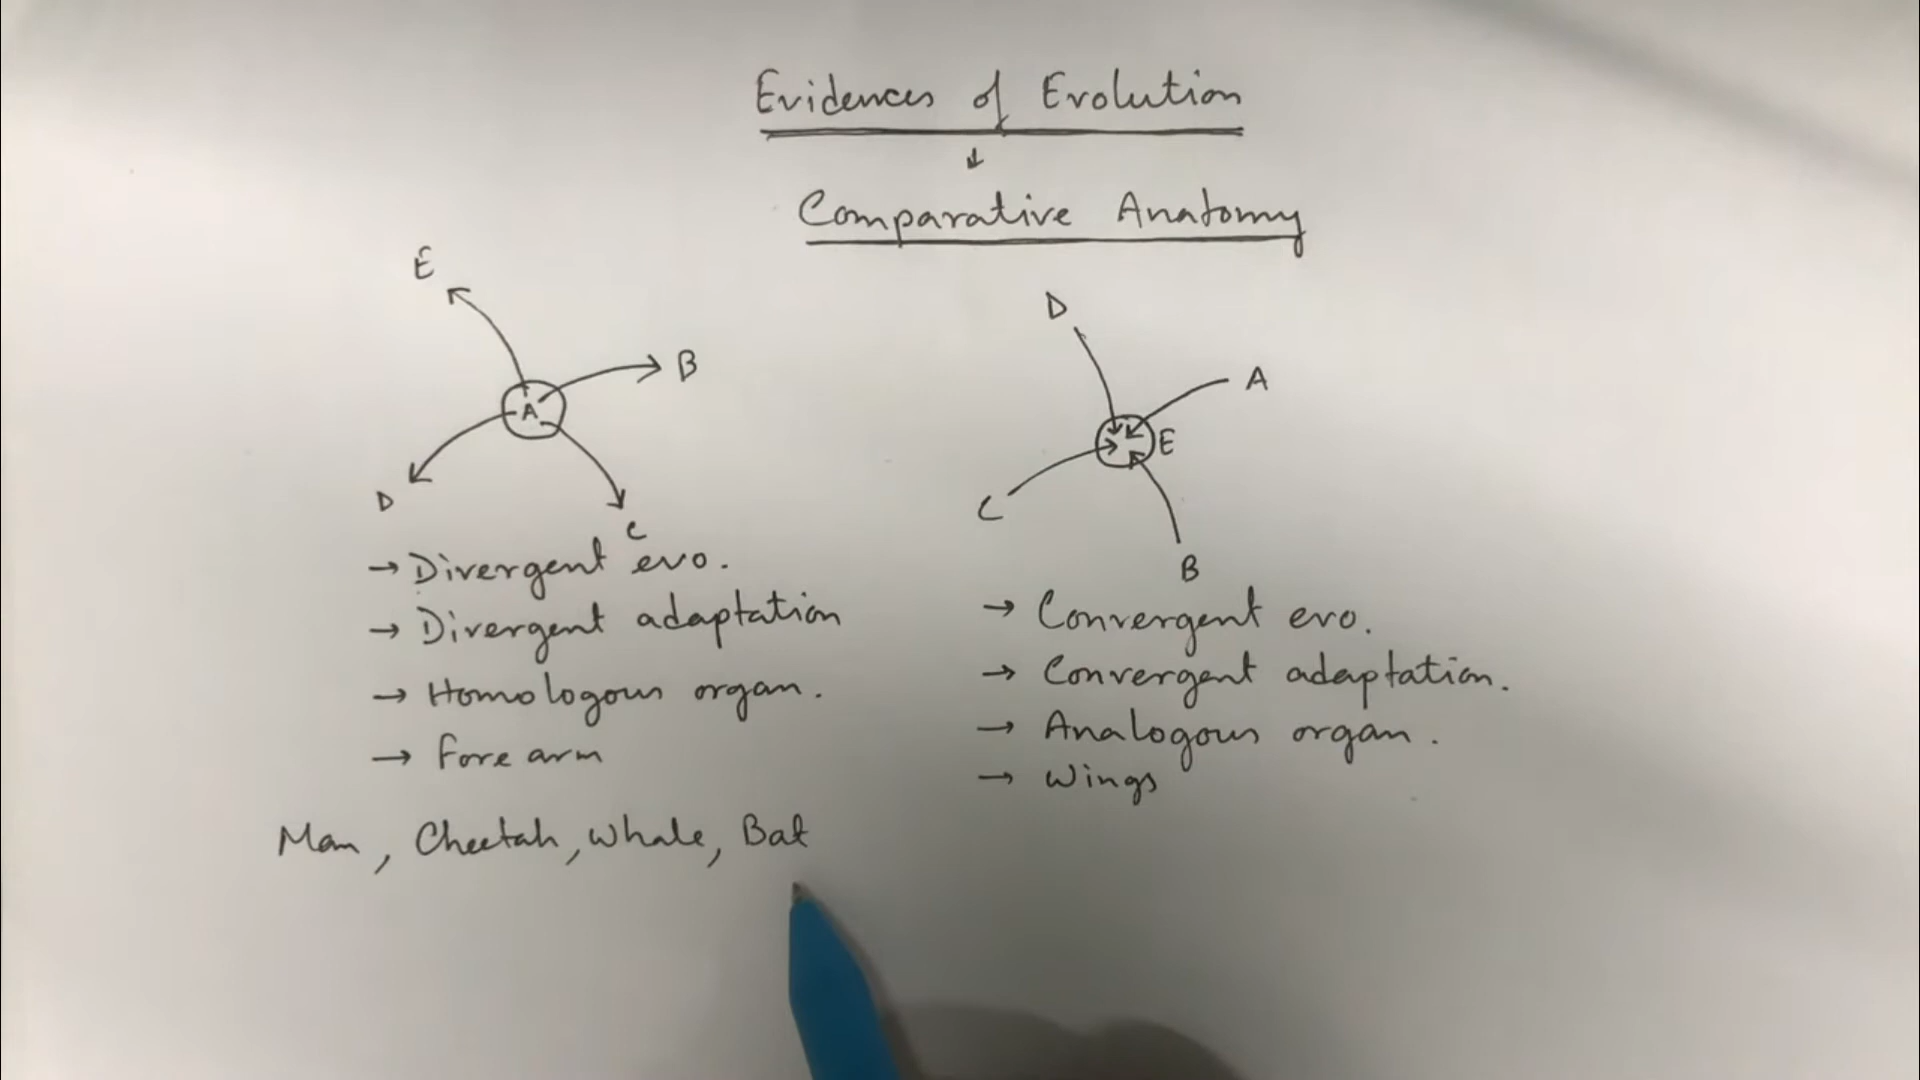 Evidences of Evolution
Comparative Anatomy
E
B
A
D
C
D
A
E
C
B
→ Divergent evo.
→ Divergent adaptation
→ Homologous organ.
→ Fore arm
Man, Cheetah, Whale, Bat
→ Convergent evo.
→ Convergent adaptation.
→ Analogous organ.
→ Wings